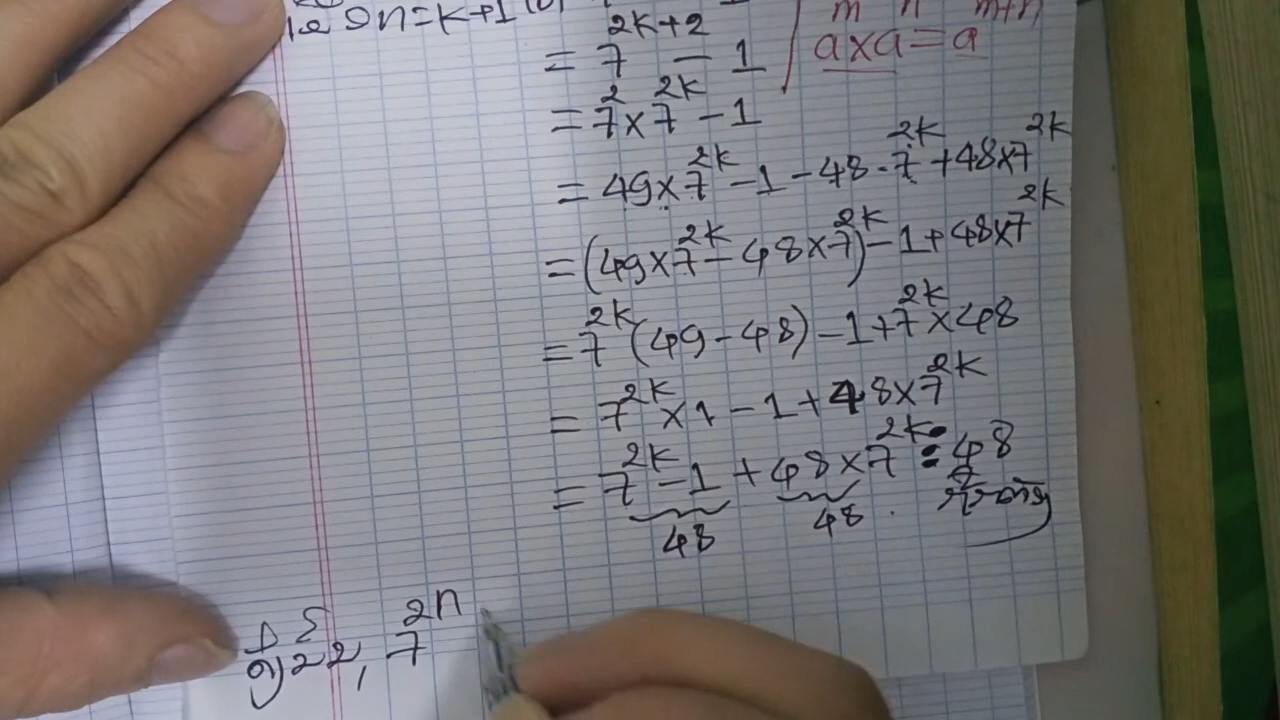 n=k+1
= 7^{2k+2} - 1
a^m x a^n = a^{m+n}
= 7^2 x 7^{2k} - 1
= 49 x 7^{2k} - 1 - 48 - 7^{2k} + 48 x 7^{2k}
= (49 x 7^{2k} - 48 x 7^{2k}) - 1 + 48 x 7^{2k}
= 7^{2k} (49 - 48) - 1 + 7^{2k} x 48
= 7^{2k} x 1 - 1 + 48 x 7^{2k}
= 7^{2k} - 1 + 48 x 7^{2k} ⋮ 48
48 48
7^{2n}